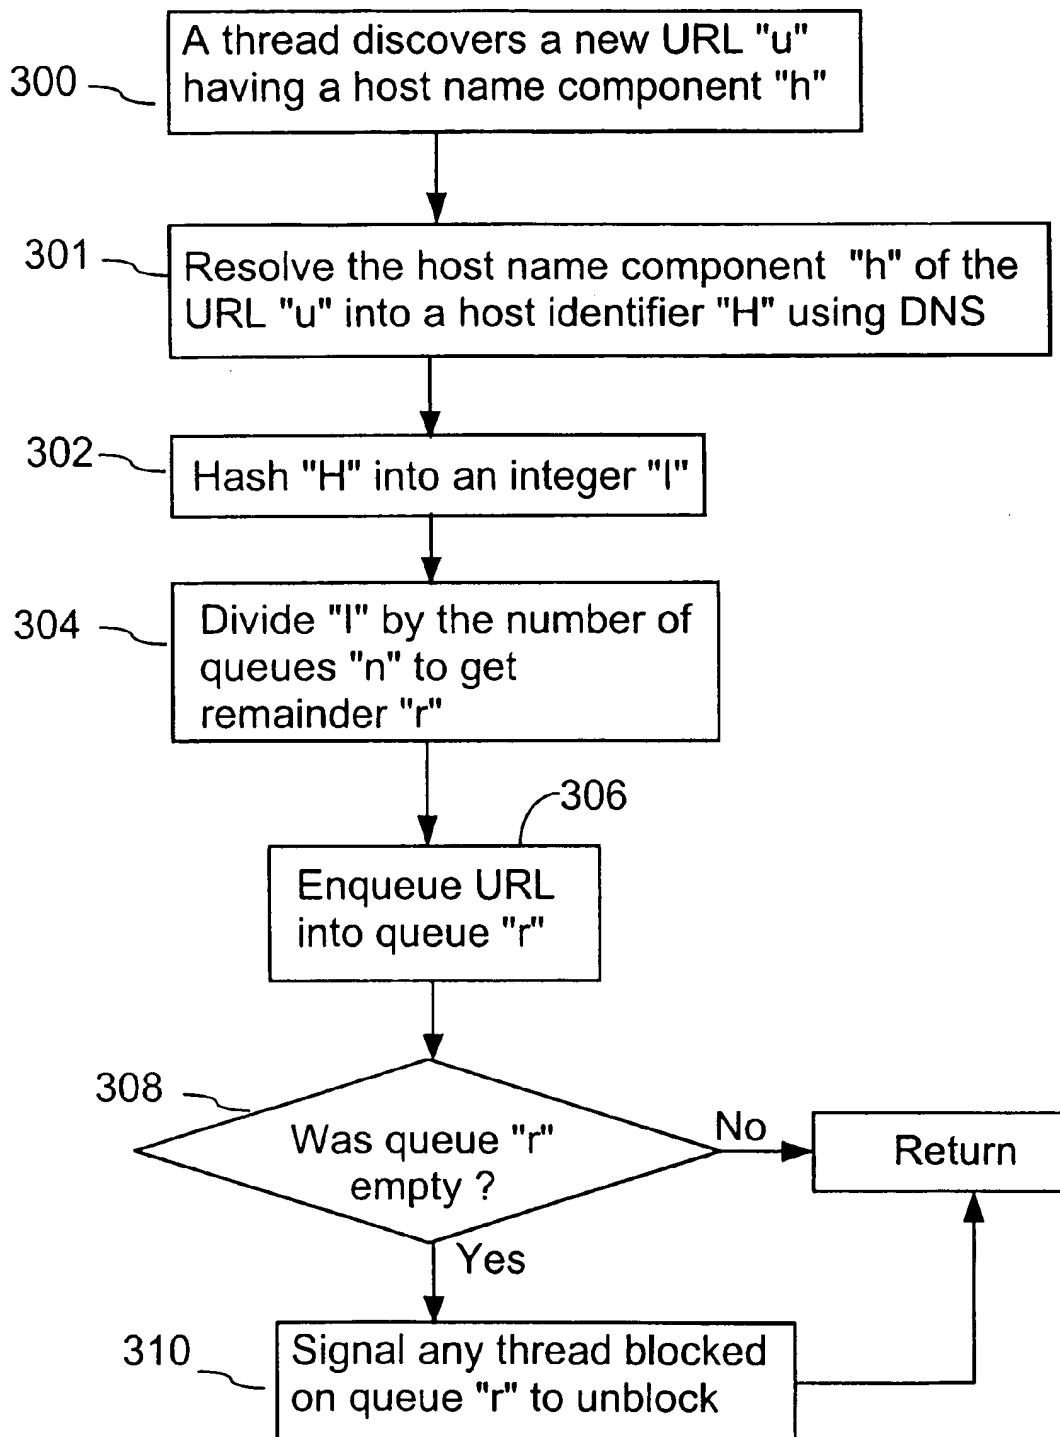 A thread discovers a new URL "u"
having a host name component "h"
300
301
Resolve the host name component "h" of the
URL "u" into a host identifier "H" using DNS
302
Hash "H" into an integer "I"
304
Divide "I" by the number of
queues "n" to get
remainder "r"
306
Enqueue URL
into queue "r"
308
Was queue "r"
empty ?
No
Return
Yes
310
Signal any thread blocked
on queue "r" to unblock